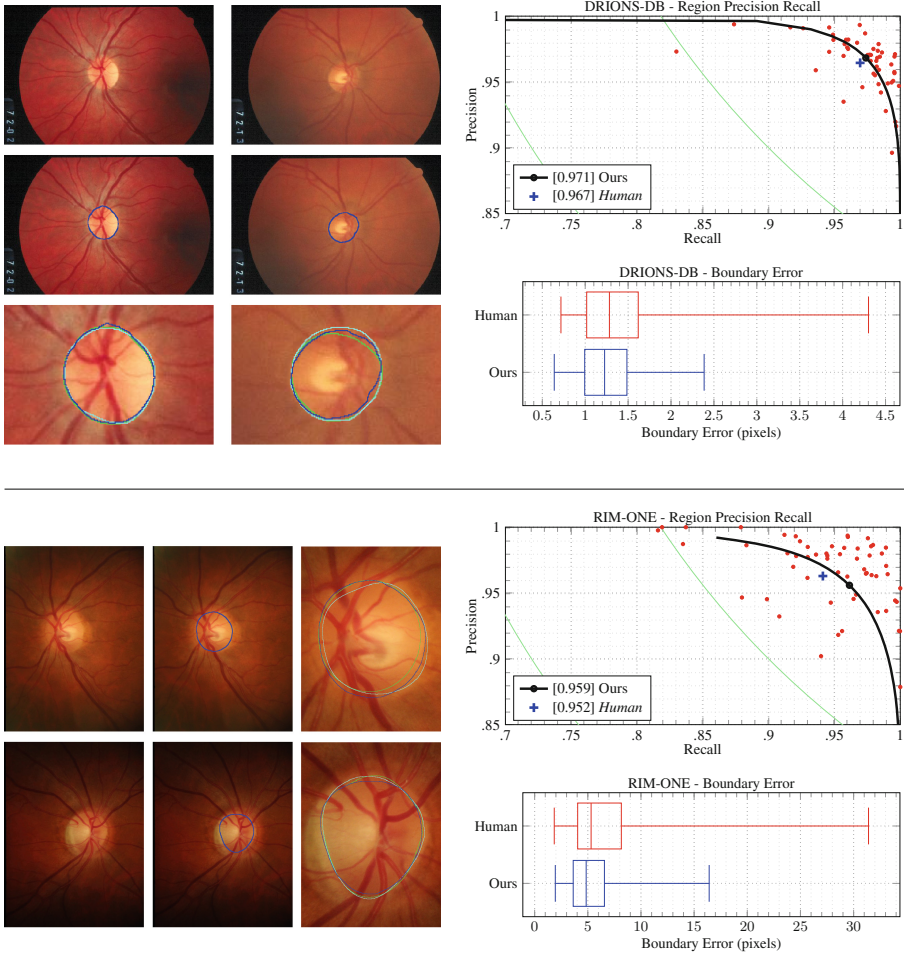 DRIONS-DB - Region Precision Recall
1
.95
.9
.85
Precision
[0.971] Ours
[0.967] Human
.7 .75 .8 .85 .9 .95 1
Recall
DRIONS-DB - Boundary Error
Human
Ours
0.5 1 1.5 2 2.5 3 3.5 4 4.5
Boundary Error (pixels)
RIM-ONE - Region Precision Recall
1
.95
.9
.85
Precision
[0.959] Ours
[0.952] Human
.7 .75 .8 .85 .9 .95 1
Recall
RIM-ONE - Boundary Error
Human
Ours
0 5 10 15 20 25 30
Boundary Error (pixels)